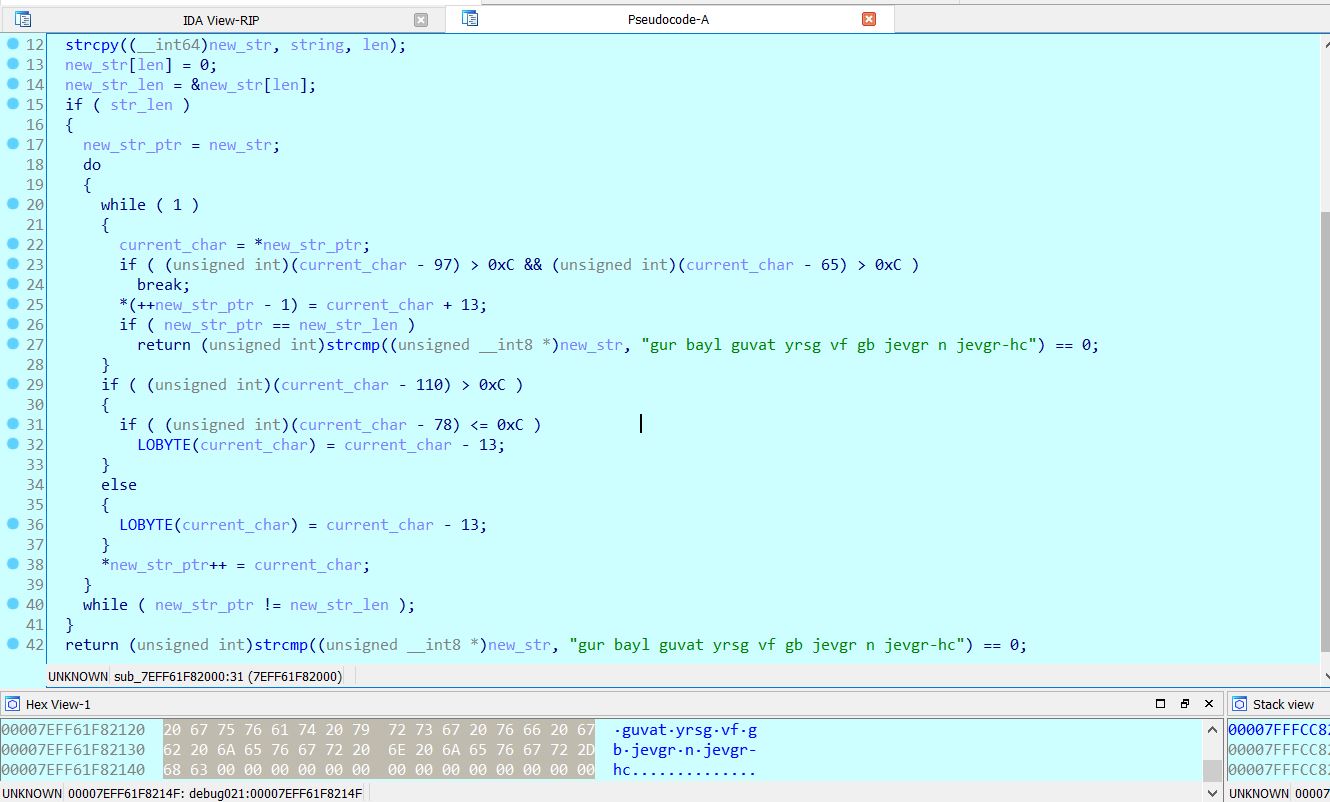 IDA View-RIP
Pseudocode-A
12 strcpy((__int64)new_str, string, len);
13 new_str[len] = 0;
14 new_str_len = &new_str[len];
15 if ( str_len )
16 {
17 new_str_ptr = new_str;
18 do
19 {
20 while ( 1 )
21 {
22 current_char = *new_str_ptr;
23 if ( (unsigned int)(current_char - 97) > 0xC && (unsigned int)(current_char - 65) > 0xC )
24 break;
25 *(++new_str_ptr - 1) = current_char + 13;
26 if ( new_str_ptr == new_str_len )
27 return (unsigned int)strcmp((unsigned __int8 *)new_str, "gur bayl guvat yrsg vf gb jevgr n jevgr-hc") == 0;
28 }
29 if ( (unsigned int)(current_char - 110) > 0xC )
30 {
31 if ( (unsigned int)(current_char - 78) <= 0xC )
32 LOBYTE(current_char) = current_char - 13;
33 }
34 else
35 {
36 LOBYTE(current_char) = current_char - 13;
37 }
38 *new_str_ptr++ = current_char;
39 }
40 while ( new_str_ptr != new_str_len );
41 }
42 return (unsigned int)strcmp((unsigned __int8 *)new_str, "gur bayl guvat yrsg vf gb jevgr n jevgr-hc") == 0;
UNKNOWN sub_7EFF61F82000:31 (7EFF61F82000)
Hex View-1
00007EFF61F82120 20 67 75 76 61 74 20 79 72 73 67 20 76 66 20 67 ·guvat·yrsg·vf·g
00007EFF61F82130 62 20 6A 65 76 67 72 20 6E 20 6A 65 76 67 72 2D b·jevgr·n·jevgr-
00007EFF61F82140 68 63 00 00 00 00 00 00 00 00 00 00 00 00 00 00 hc..............
UNKNOWN 00007EFF61F8214F: debug021:00007EFF61F8214F
Stack view
00007FFFCC82
00007FFFCC82
00007FFFCC82
UNKNOWN 00007